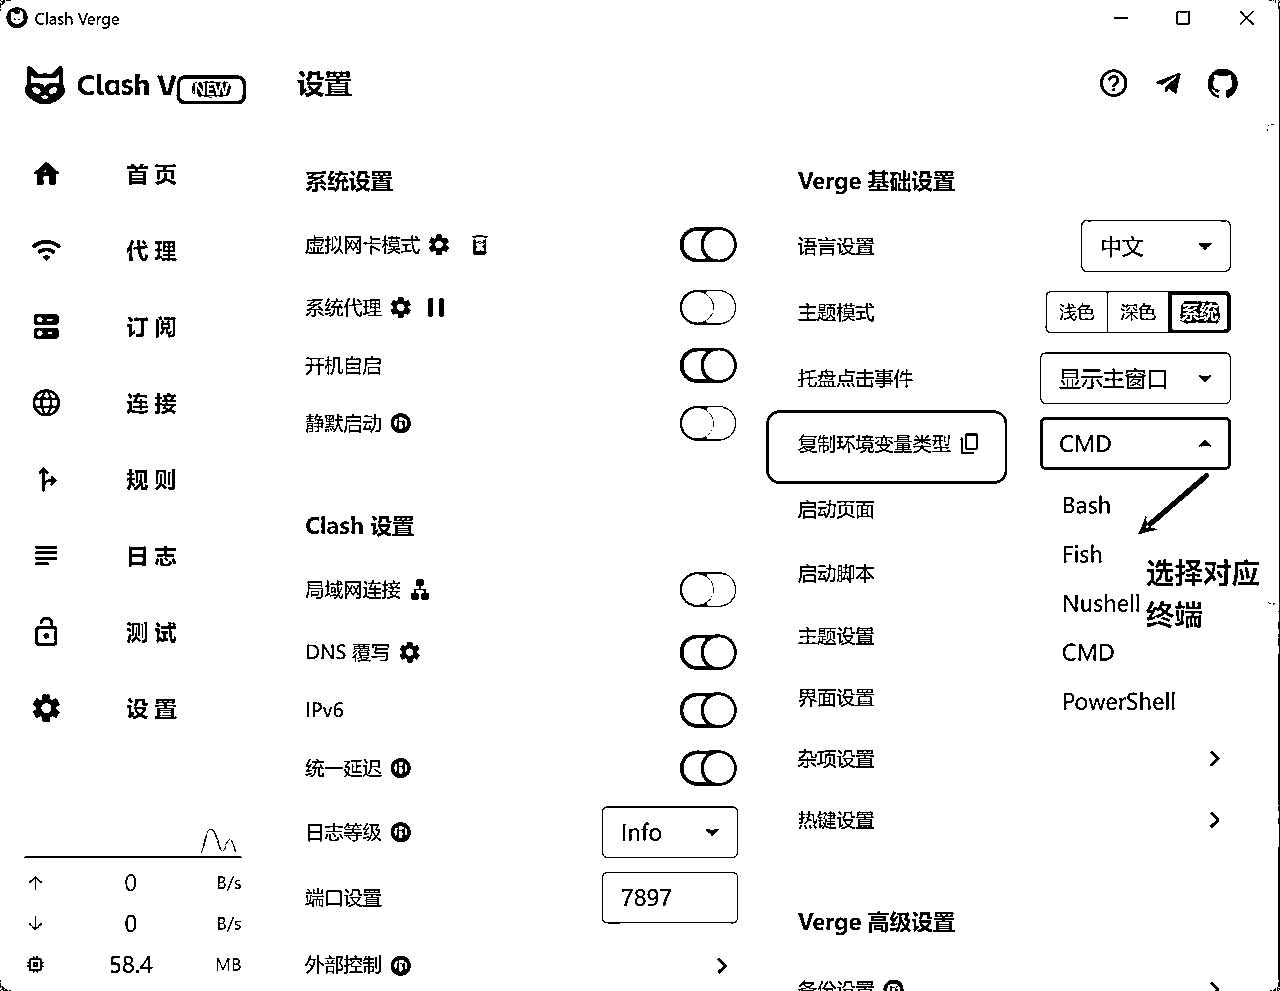 Clash Verge
Clash V NEW
设置
首页
代理
订阅
连接
规则
日志
测试
设置
0 B/s
0 B/s
58.4 MB
系统设置
虚拟网卡模式
系统代理
开机自启
静默启动
Clash 设置
局域网连接
DNS 覆写
IPv6
统一延迟
日志等级 Info
端口设置 7897
外部控制
Verge 基础设置
语言设置 中文
主题模式 浅色 深色 系统
托盘点击事件 显示主窗口
复制环境变量类型 CMD
Bash
Fish
Nushell
CMD
PowerShell
选择对应
终端
启动页面
启动脚本
主题设置
界面设置
杂项设置
热键设置
Verge 高级设置
备份设置